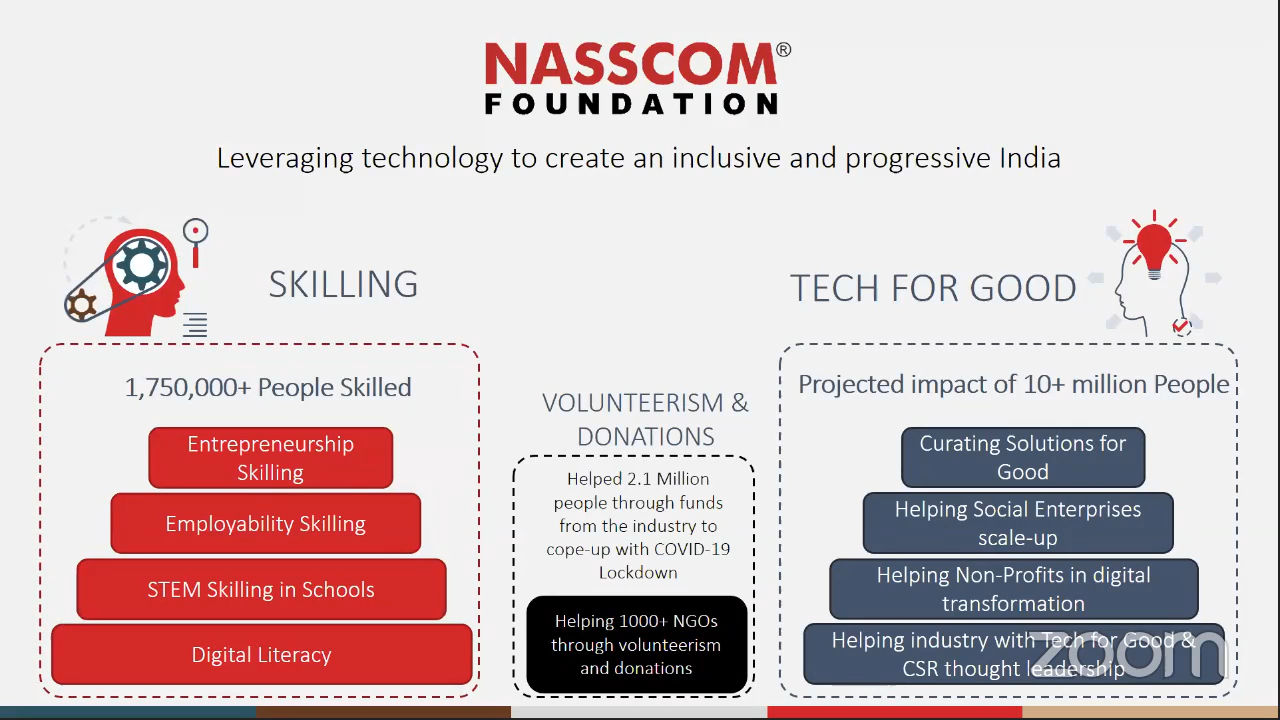 NASSCOM®
FOUNDATION
Leveraging technology to create an inclusive and progressive India
SKILLING
1,750,000+ People Skilled
Entrepreneurship
Skilling
Employability Skilling
STEM Skilling in Schools
Digital Literacy
VOLUNTEERISM &
DONATIONS
Helped 2.1 Million
people through funds
from the industry to
cope-up with COVID-19
Lockdown
Helping 1000+ NGOs
through volunteerism
and donations
TECH FOR GOOD
Projected impact of 10+ million People
Curating Solutions for
Good
Helping Social Enterprises
scale-up
Helping Non-Profits in digital
transformation
Helping industry with Tech for Good &
CSR thought leadership
zoom